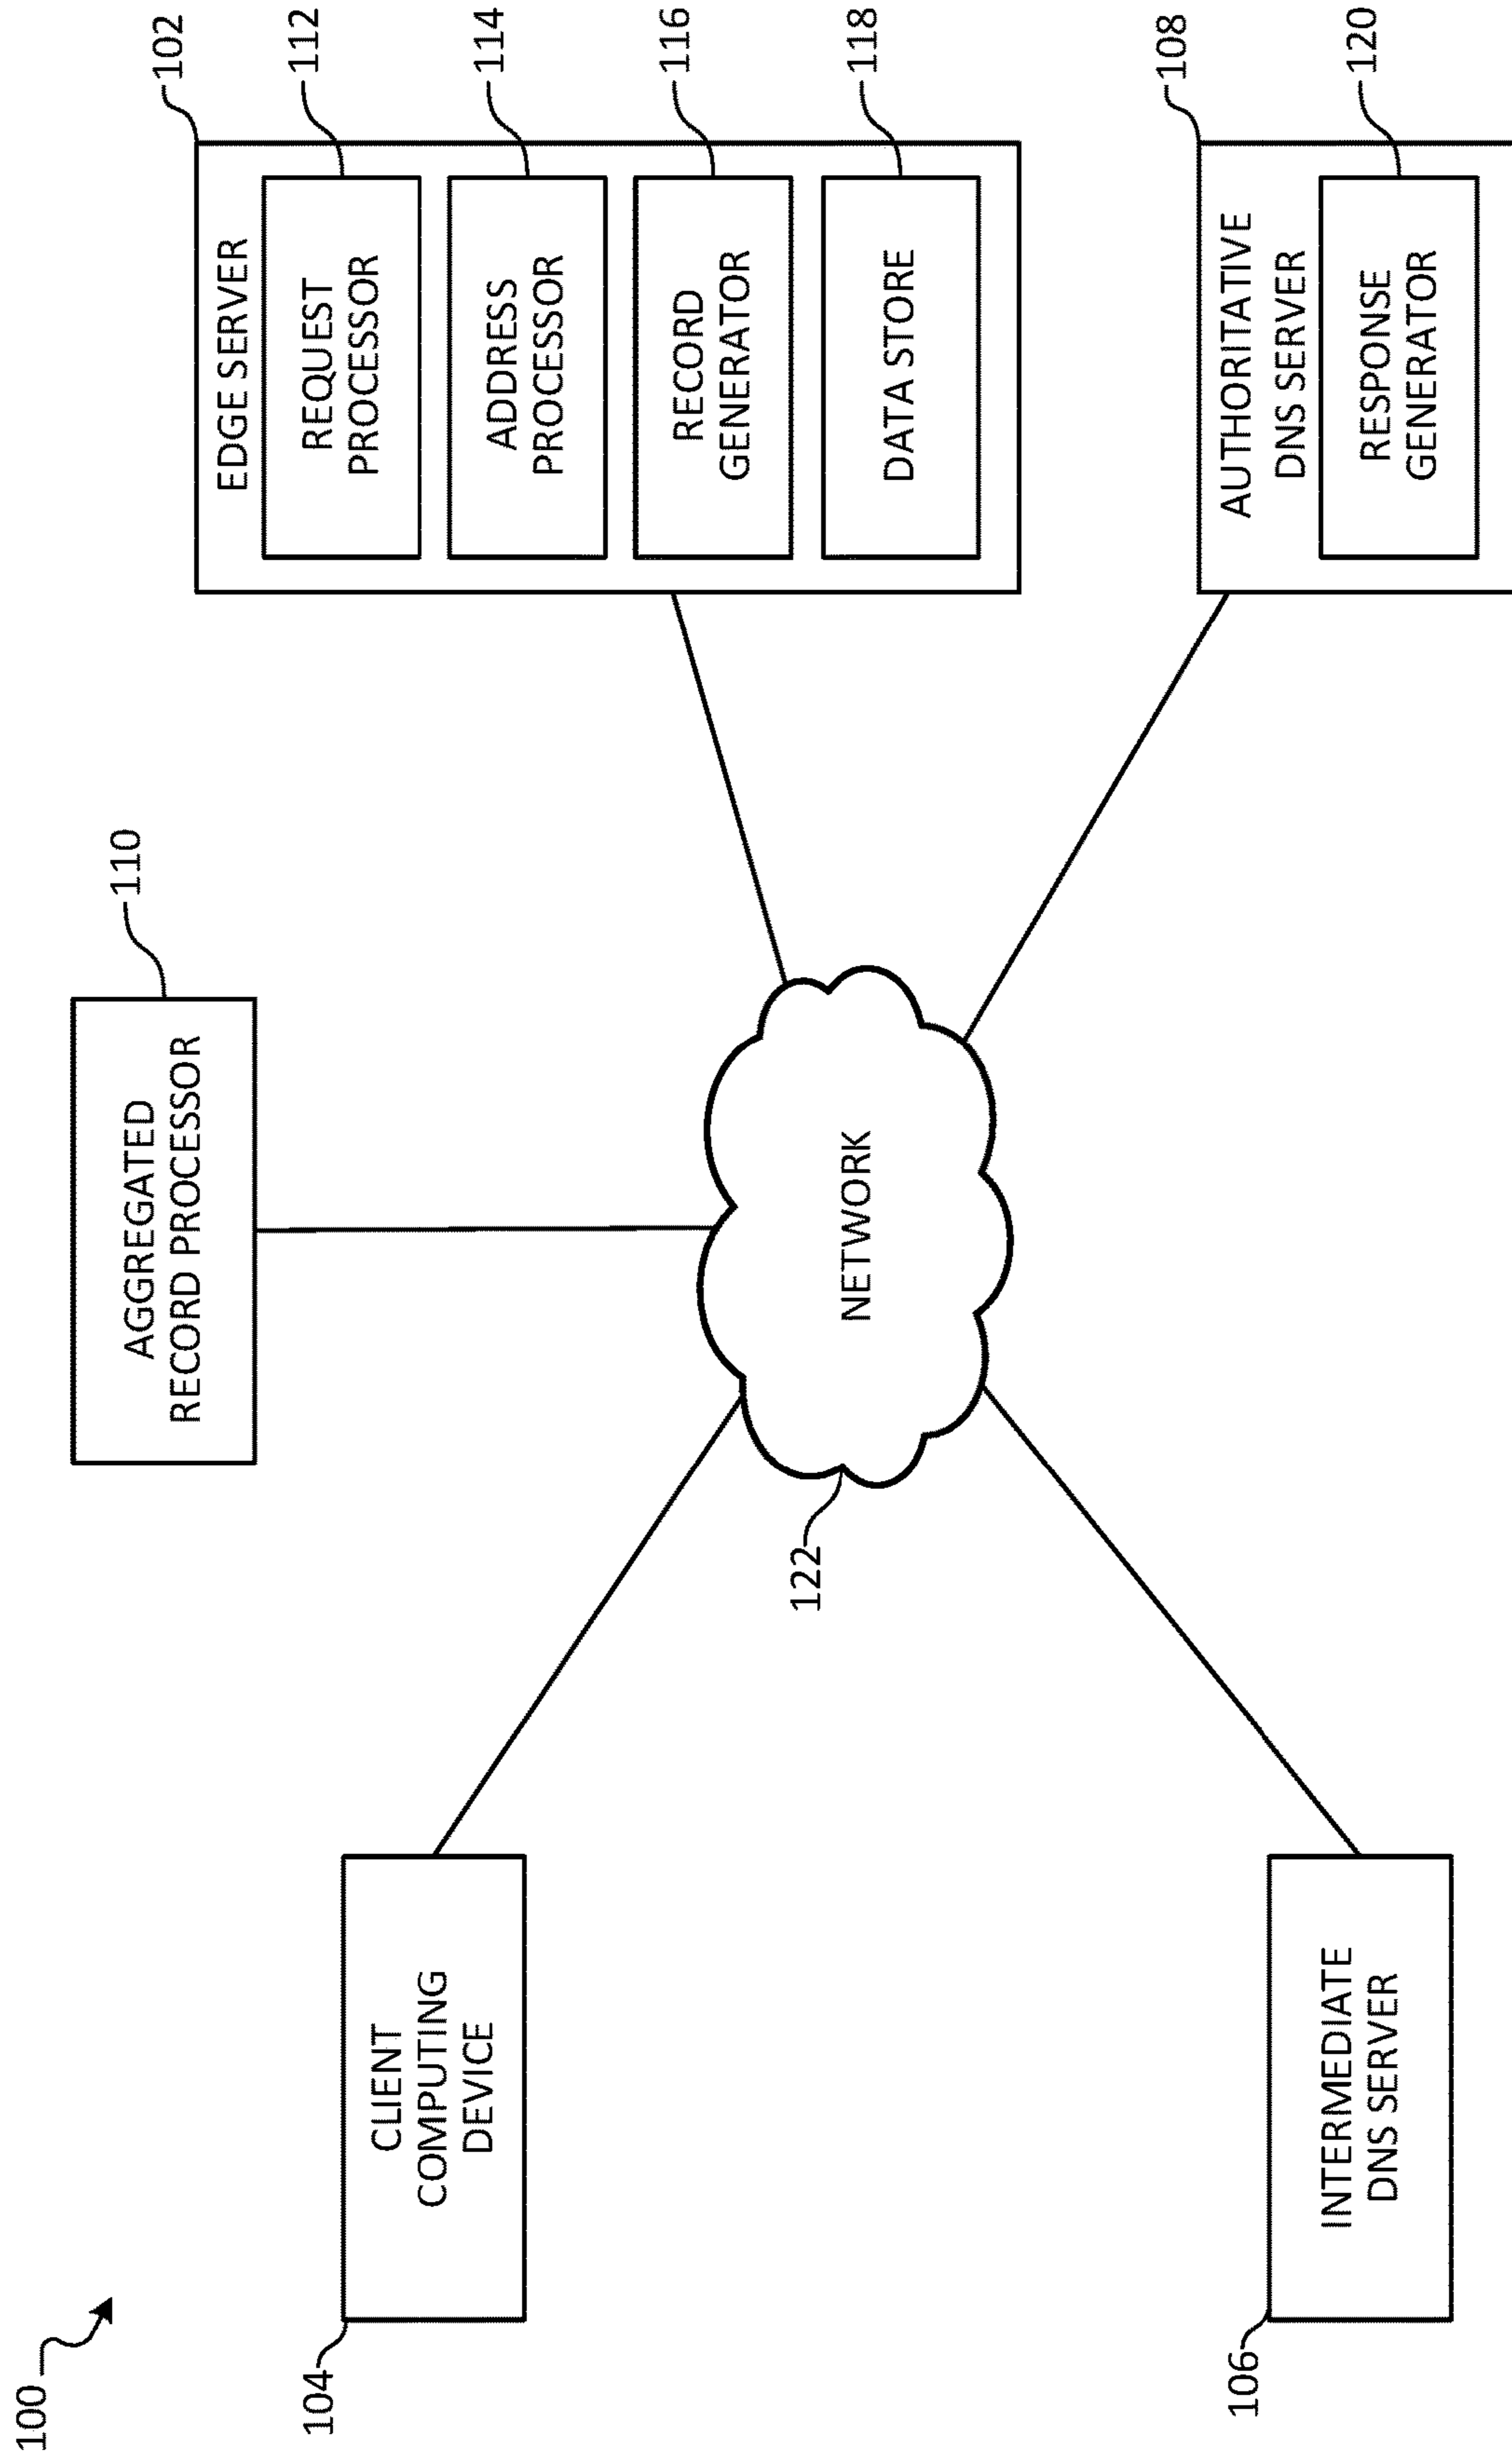 100
AGGREGATED
RECORD PROCESSOR
110
102
EDGE SERVER
REQUEST
PROCESSOR
112
ADDRESS
PROCESSOR
114
RECORD
GENERATOR
116
DATA STORE
118
104
CLIENT
COMPUTING
DEVICE
122
NETWORK
106
INTERMEDIATE
DNS SERVER
108
AUTHORITATIVE
DNS SERVER
RESPONSE
GENERATOR
120